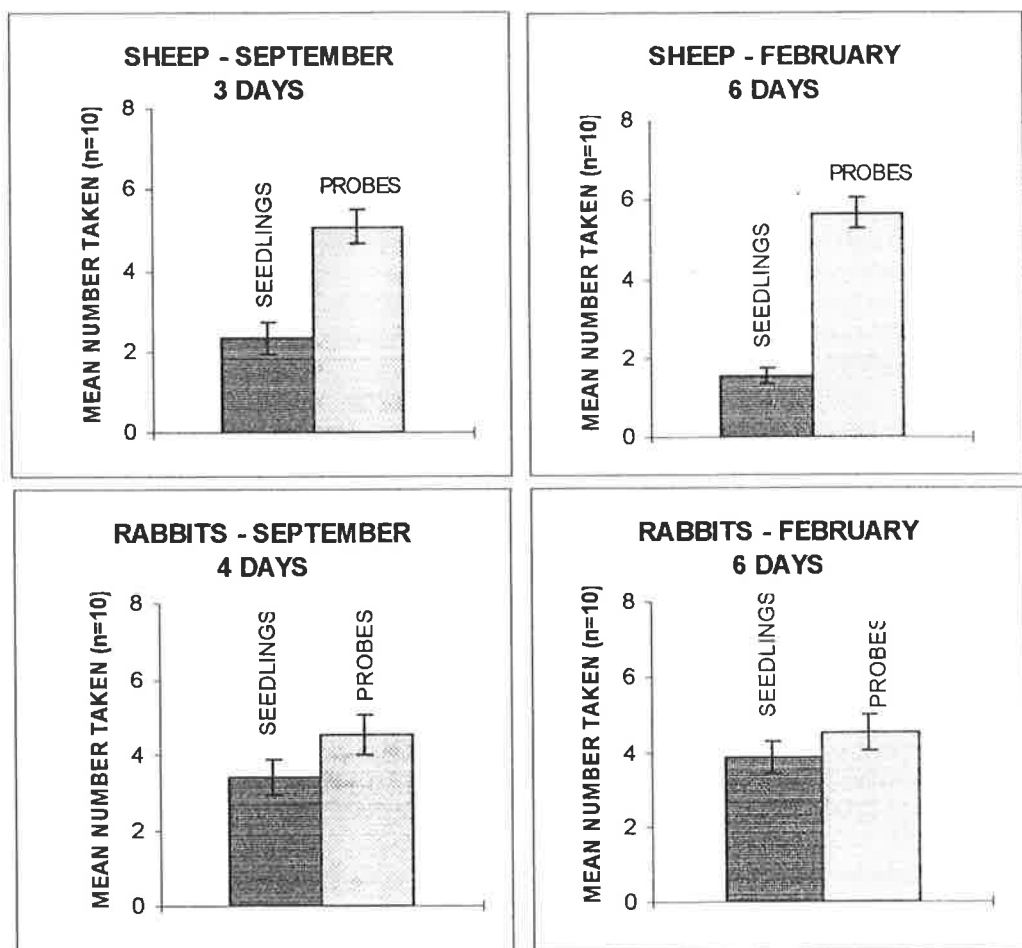 SHEEP - SEPTEMBER
3 DAYS
MEAN NUMBER TAKEN (n=10)
8
6
4
2
0
SEEDLINGS
PROBES
SHEEP - FEBRUARY
6 DAYS
MEAN NUMBER TAKEN (n=10)
8
6
4
2
0
SEEDLINGS
PROBES
RABBITS - SEPTEMBER
4 DAYS
MEAN NUMBER TAKEN (n=10)
8
6
4
2
0
SEEDLINGS
PROBES
RABBITS - FEBRUARY
6 DAYS
MEAN NUMBER TAKEN (n=10)
8
6
4
2
0
SEEDLINGS
PROBES